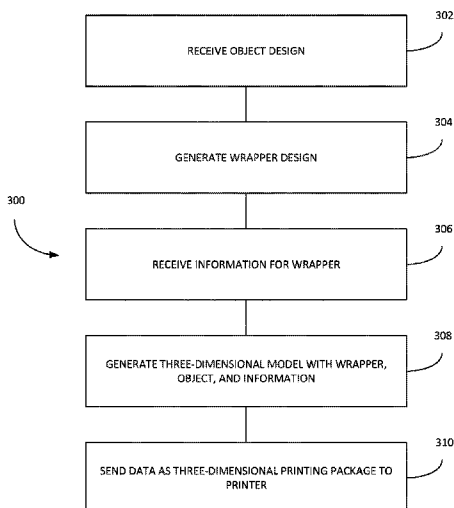 302
RECEIVE OBJECT DESIGN
304
GENERATE WRAPPER DESIGN
300
306
RECEIVE INFORMATION FOR WRAPPER
308
GENERATE THREE-DIMENSIONAL MODEL WITH WRAPPER,
OBJECT, AND INFORMATION
310
SEND DATA AS THREE-DIMENSIONAL PRINTING PACKAGE TO
PRINTER